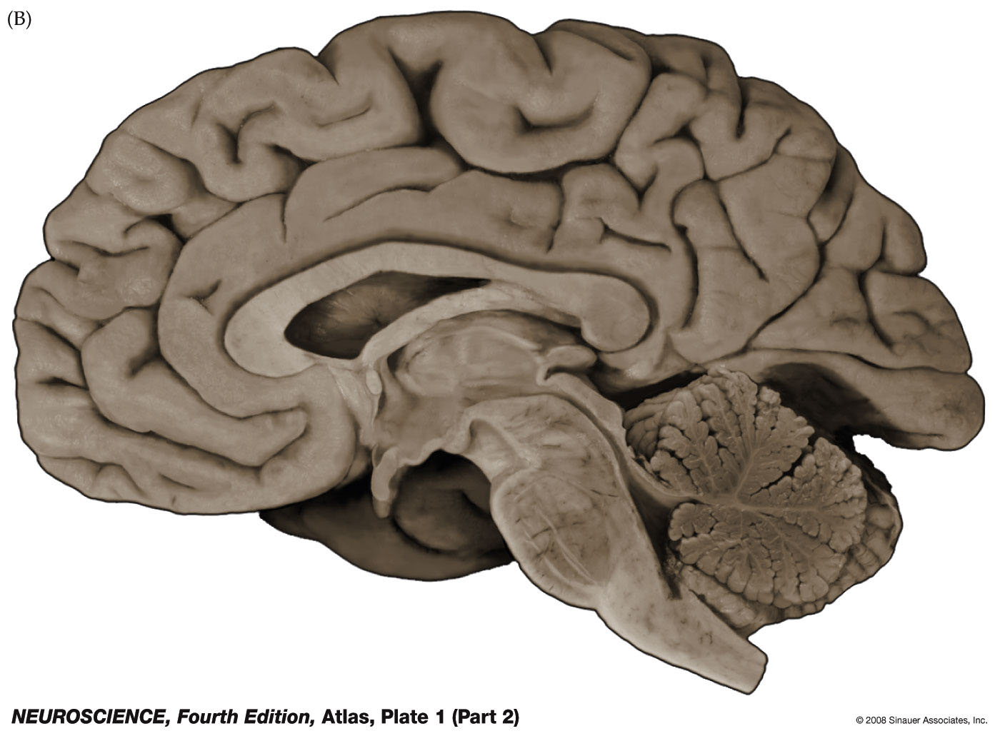 (B)
NEUROSCIENCE, Fourth Edition, Atlas, Plate 1 (Part 2)
© 2008 Sinauer Associates, Inc.